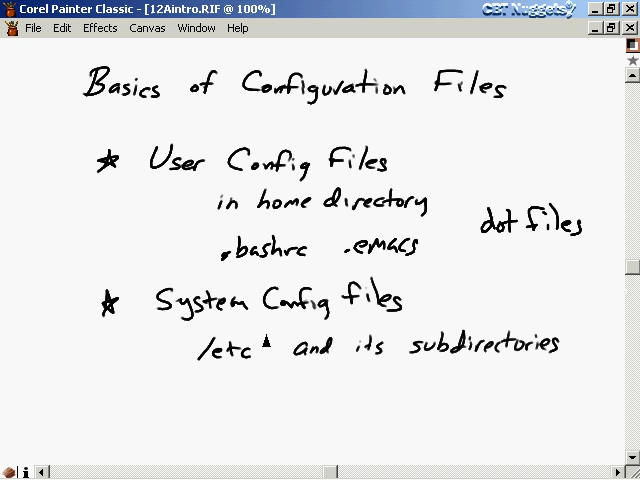 Corel Painter Classic - [12Aintro.RIF @ 100%]
CBT Nuggets
File Edit Effects Canvas Window Help
Basics of Configuration Files
* User Config Files
in home directory
dot files
.bashrc .emacs
* System Config files
/etc and its subdirectories